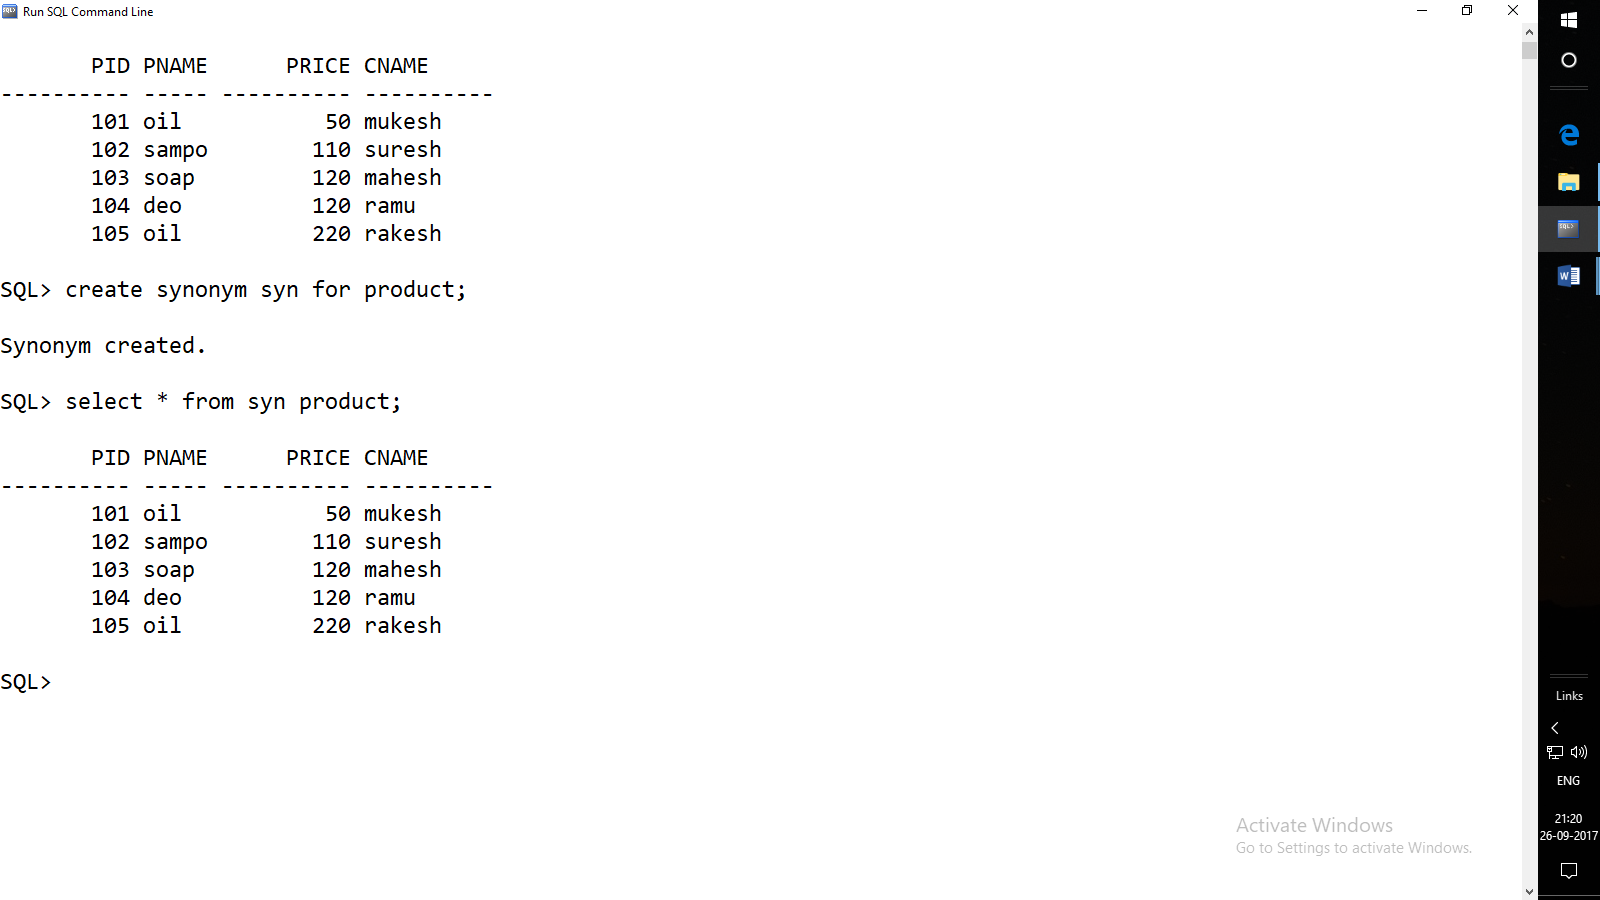 Run SQL Command Line
PID PNAME      PRICE CNAME
---------- ----- ---------- ----------
101 oil           50 mukesh
102 sampo        110 suresh
103 soap         120 mahesh
104 deo          120 ramu
105 oil          220 rakesh
SQL> create synonym syn for product;
Synonym created.
SQL> select * from syn product;
PID PNAME      PRICE CNAME
---------- ----- ---------- ----------
101 oil           50 mukesh
102 sampo        110 suresh
103 soap         120 mahesh
104 deo          120 ramu
105 oil          220 rakesh
SQL>
Activate Windows
Go to Settings to activate Windows.
Links
ENG
21:20
26-09-2017